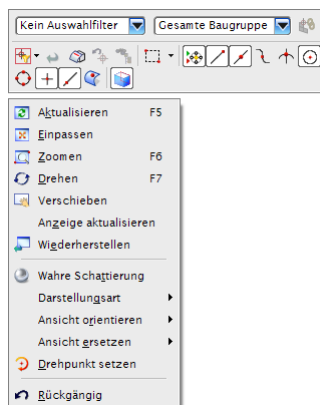 Kein Auswahlfilter Gesamte Baugruppe
Aktualisieren F5
Einpassen
Zoomen F6
Drehen F7
Verschieben
Anzeige aktualisieren
Wiederherstellen
Wahre Schattierung
Darstellungsart
Ansicht orientieren
Ansicht ersetzen
Drehpunkt setzen
Rückgängig